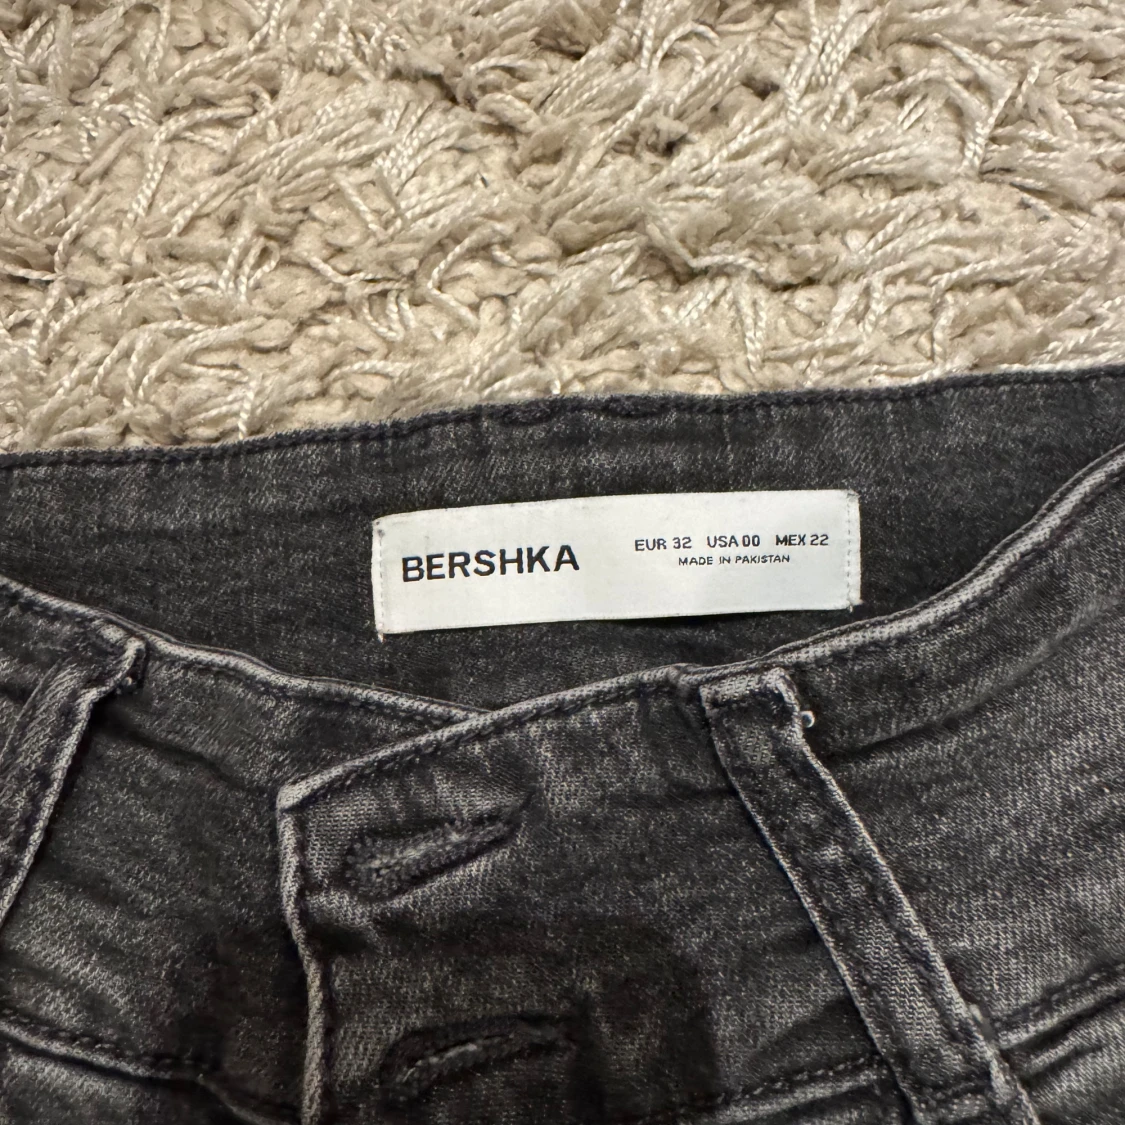 BERSHKA
EUR 32 USA 00 MEX 22
MADE IN PAKISTAN